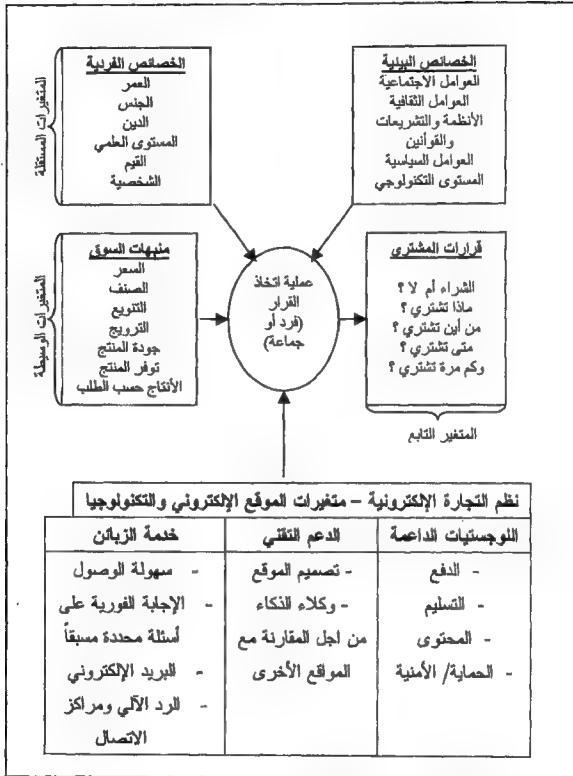 الخصائص البيئية
العوامل الاجتماعية
العوامل الثقافية
الأنظمة والتشريعات
والقوانين
العوامل السياسية
المستوى التكنولوجي
الخصائص الفردية
العمر
الجنس
الدين
المستوى العلمي
القيم
الشخصية
المتغيرات المستقلة
قرارات المشتري
الشراء أم لا ؟
ماذا تشتري ؟
من أين تشتري ؟
متى تشتري ؟
وكم مرة تشتري ؟
المتغير التابع
عملية اتخاذ
القرار
(فرد أو
جماعة)
منبهات السوق
السعر
الصنف
التنويع
الترويج
جودة المنتج
توفر المنتج
الأنتاج حسب الطلب
المتغيرات الوسيطة
نظم التجارة الإلكترونية – متغيرات الموقع الإلكتروني والتكنولوجيا
اللوجستيات الداعمة
- الدفع
- التسليم
- المحتوى
- الحماية/ الأمنية
الدعم التقني
- تصميم الموقع
- وكلاء الذكاء
من اجل المقارنة مع
المواقع الأخرى
خدمة الزبائن
- سهولة الوصول
- الإجابة الفورية على
أسئلة محددة مسبقاً
- البريد الإلكتروني
- الرد الآلي ومراكز
الاتصال